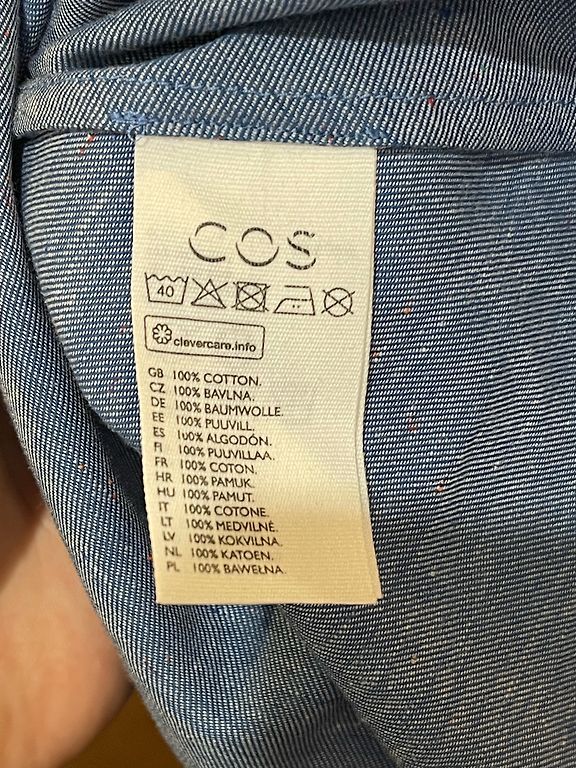 COS
40
clevercare.info
GB 100% COTTON.
CZ 100% BAVLNA.
DE 100% BAUMWOLLE.
EE 100% PUUVILL.
ES 100% ALGODÓN.
FI 100% PUUVILLAA.
FR 100% COTON.
HR 100% PAMUK.
HU 100% PAMUT.
IT 100% COTONE.
LT 100% MEDVILNĖ.
LV 100% KOKVILNA.
NL 100% KATOEN.
PL 100% BAWEŁNA.